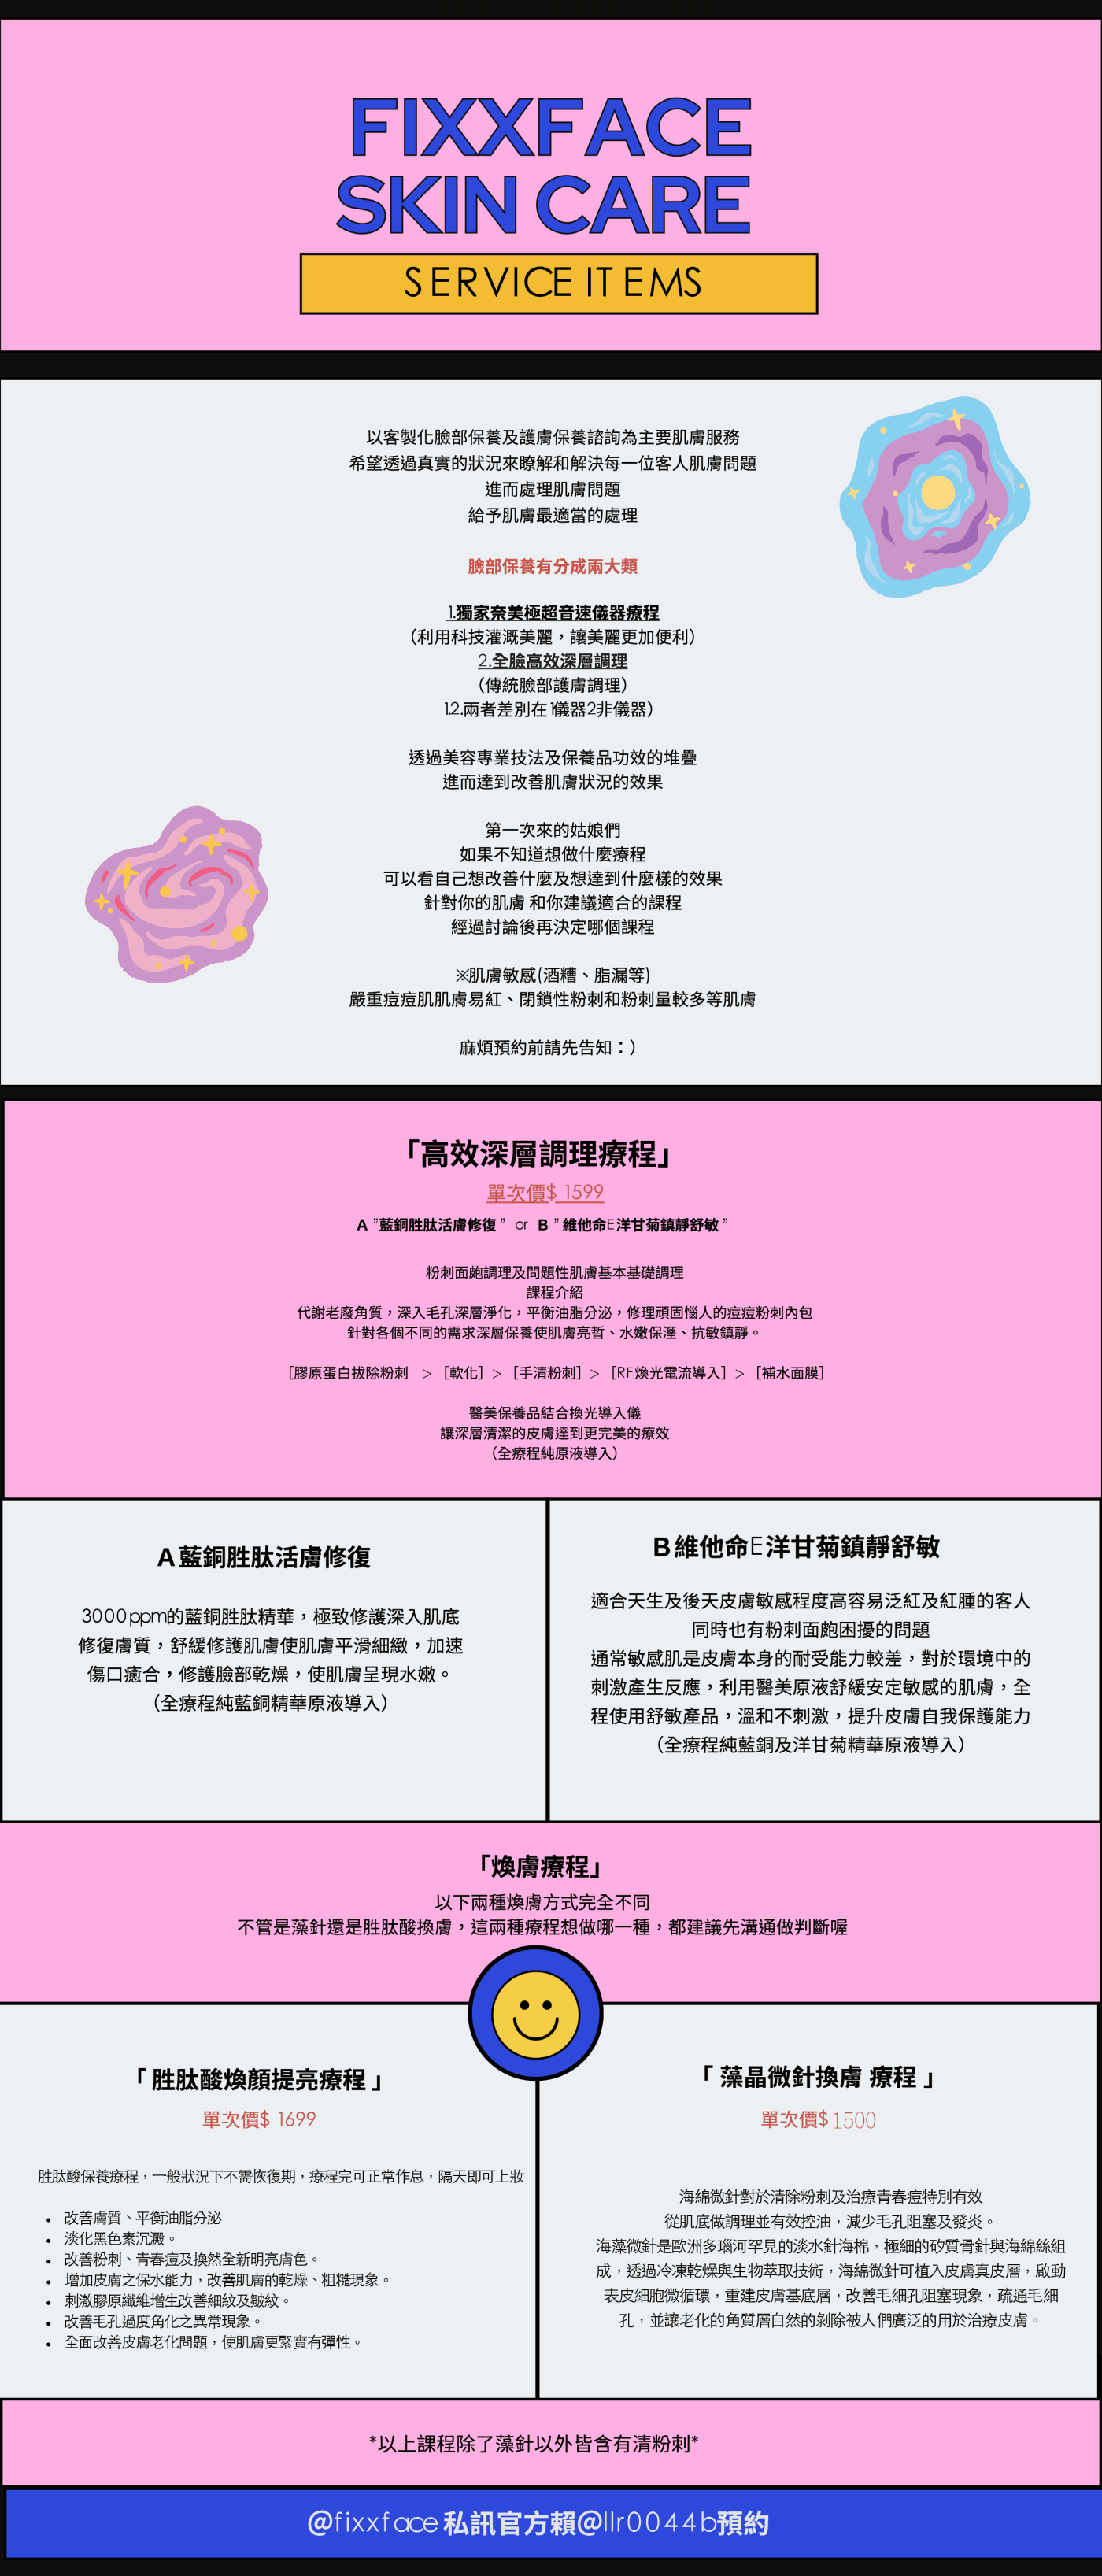 FIXXFACE
SKIN CARE
SERVICE ITEMS
以客製化臉部保養及護膚保養諮詢為主要肌膚服務
希望透過真實的狀況來瞭解和解決每一位客人肌膚問題
進而處理肌膚問題
給予肌膚最適當的處理
臉部保養有分成兩大類
1.獨家奈美極超音速儀器療程
（利用科技灌溉美麗，讓美麗更加便利）
2.全臉高效深層調理
（傳統臉部護膚調理）
12.兩者差別在1儀器2非儀器）
透過美容專業技法及保養品功效的堆疊
進而達到改善肌膚狀況的效果
第一次來的姑娘們
如果不知道想做什麼療程
可以看自己想改善什麼及想達到什麼樣的效果
針對你的肌膚 和你建議適合的課程
經過討論後再決定哪個課程
※肌膚敏感(酒糟、脂漏等)
嚴重痘痘肌肌膚易紅、閉鎖性粉刺和粉刺量較多等肌膚
麻煩預約前請先告知：）
「高效深層調理療程」
單次價$ 1599
A ”藍銅胜肽活膚修復” or B ”維他命E洋甘菊鎮靜舒敏”
粉刺面皰調理及問題性肌膚基本基礎調理
課程介紹
代謝老廢角質，深入毛孔深層淨化，平衡油脂分泌，修理頑固惱人的痘痘粉刺內包
針對各個不同的需求深層保養使肌膚亮皙、水嫩保溼、抗敏鎮靜。
［膠原蛋白拔除粉刺 ＞［軟化］＞［手清粉刺］＞［RF煥光電流導入］＞［補水面膜］
醫美保養品結合換光導入儀
讓深層清潔的皮膚達到更完美的療效
（全療程純原液導入）
A藍銅胜肽活膚修復
3000ppm的藍銅胜肽精華，極致修護深入肌底
修復膚質，舒緩修護肌膚使肌膚平滑細緻，加速
傷口癒合，修護臉部乾燥，使肌膚呈現水嫩。
（全療程純藍銅精華原液導入）
B維他命E洋甘菊鎮靜舒敏
適合天生及後天皮膚敏感程度高容易泛紅及紅腫的客人
同時也有粉刺面皰困擾的問題
通常敏感肌是皮膚本身的耐受能力較差，對於環境中的
刺激產生反應，利用醫美原液舒緩安定敏感的肌膚，全
程使用舒敏產品，溫和不刺激，提升皮膚自我保護能力
（全療程純藍銅及洋甘菊精華原液導入）
「煥膚療程」
以下兩種煥膚方式完全不同
不管是藻針還是胜肽酸換膚，這兩種療程想做哪一種，都建議先溝通做判斷喔
「 胜肽酸煥顏提亮療程 」
單次價$ 1699
胜肽酸保養療程，一般狀況下不需恢復期，療程完可正常作息，隔天即可上妝
• 改善膚質、平衡油脂分泌
• 淡化黑色素沉澱。
• 改善粉刺、青春痘及換然全新明亮膚色。
• 增加皮膚之保水能力，改善肌膚的乾燥、粗糙現象。
• 刺激膠原纖維增生改善細紋及皺紋。
• 改善毛孔過度角化之異常現象。
• 全面改善皮膚老化問題，使肌膚更緊實有彈性。
「 藻晶微針換膚 療程 」
單次價$1500
海綿微針對於清除粉刺及治療青春痘特別有效
從肌底做調理並有效控油，減少毛孔阻塞及發炎。
海藻微針是歐洲多瑙河罕見的淡水針海棉，極細的矽質骨針與海綿絲組
成，透過冷凍乾燥與生物萃取技術，海綿微針可植入皮膚真皮層，啟動
表皮細胞微循環，重建皮膚基底層，改善毛細孔阻塞現象，疏通毛細
孔，並讓老化的角質層自然的剝除被人們廣泛的用於治療皮膚。
*以上課程除了藻針以外皆含有清粉刺*
@fixxface 私訊官方賴@llr0044b預約